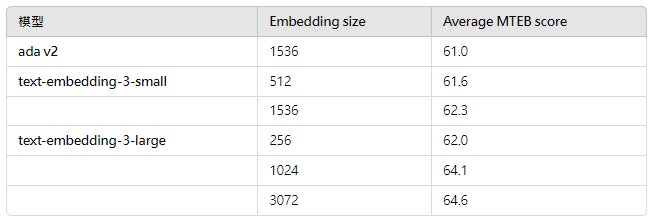 模型 Embedding size Average MTEB score
ada v2 1536 61.0
text-embedding-3-small 512 61.6
1536 62.3
text-embedding-3-large 256 62.0
1024 64.1
3072 64.6